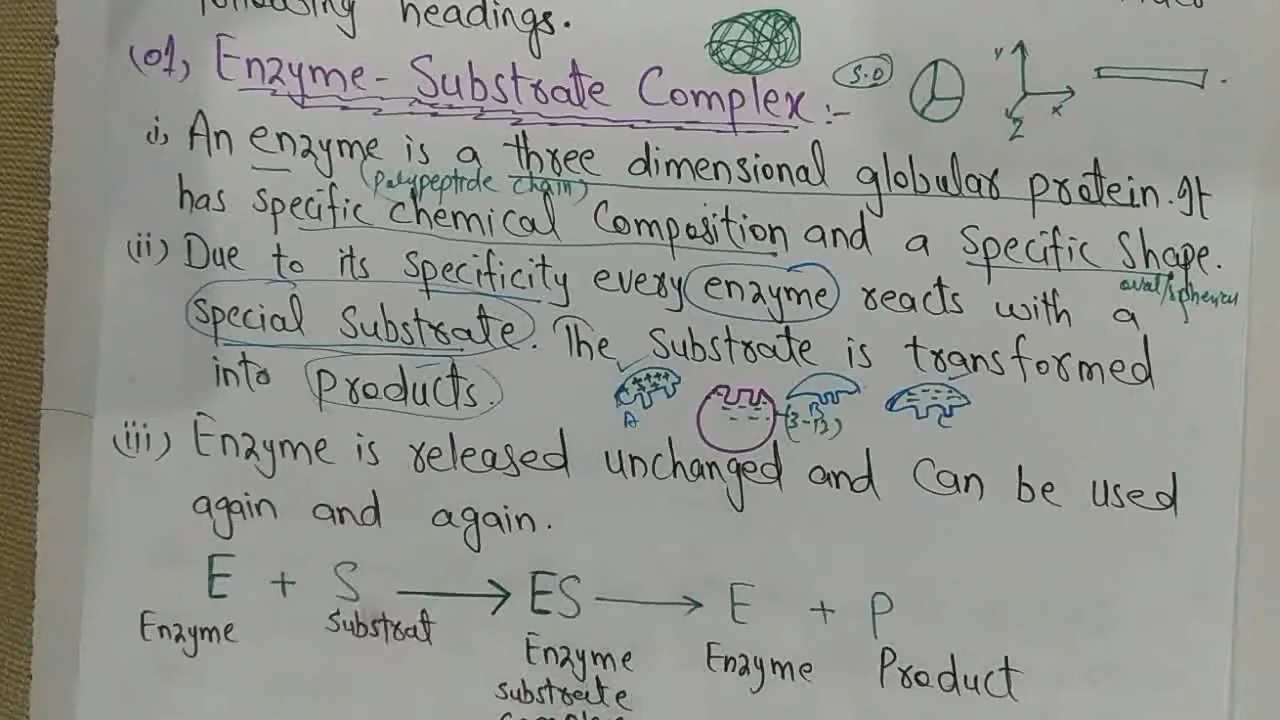 headings.
(01) Enzyme-Substrate Complex:-
3.D
Y
X
Z
i) An enzyme is a three dimensional globular protein. It
(Polypeptide chain)
has specific chemical Composition and a specific shape.
(ii) Due to its specificity every enzyme reacts with a
oval/
special substrate. The substrate is transformed
into products.
A
B
C
(iii) Enzyme is released unchanged and can be used
again and again.
E + S ⟶ ES ⟶ E + P
Enzyme Substrat Enzyme substrate Enzyme Product